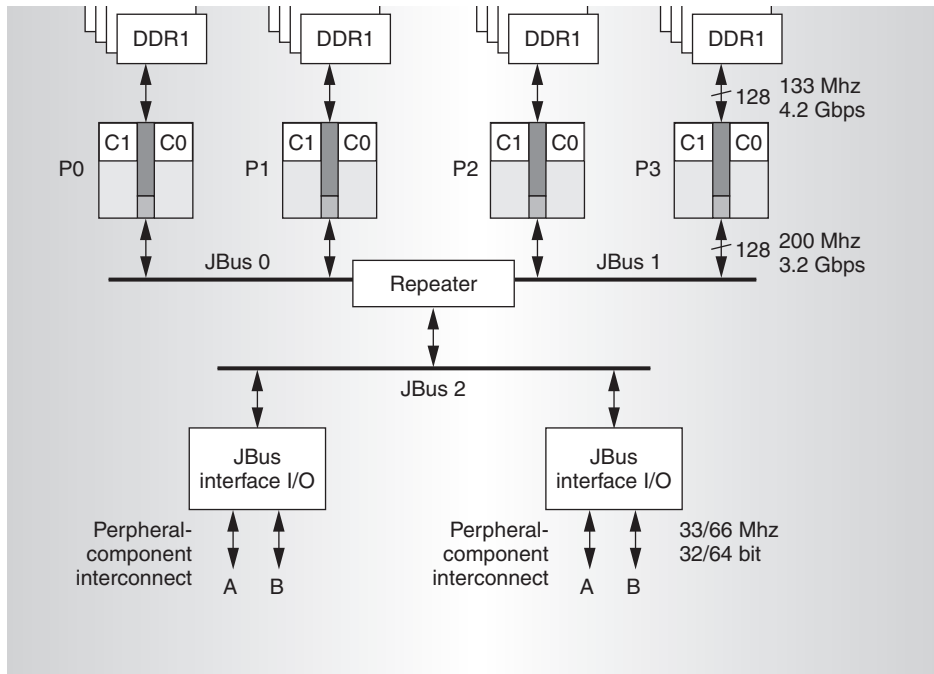 DDR1
DDR1
DDR1
DDR1
128
133 Mhz
4.2 Gbps
C1
C0
C1
C0
C1
C0
C1
C0
P0
P1
P2
P3
128
200 Mhz
3.2 Gbps
JBus 0
JBus 1
Repeater
JBus 2
JBus
interface I/O
JBus
interface I/O
Perpheral-
component
interconnect
A
B
Perpheral-
component
interconnect
A
B
33/66 Mhz
32/64 bit